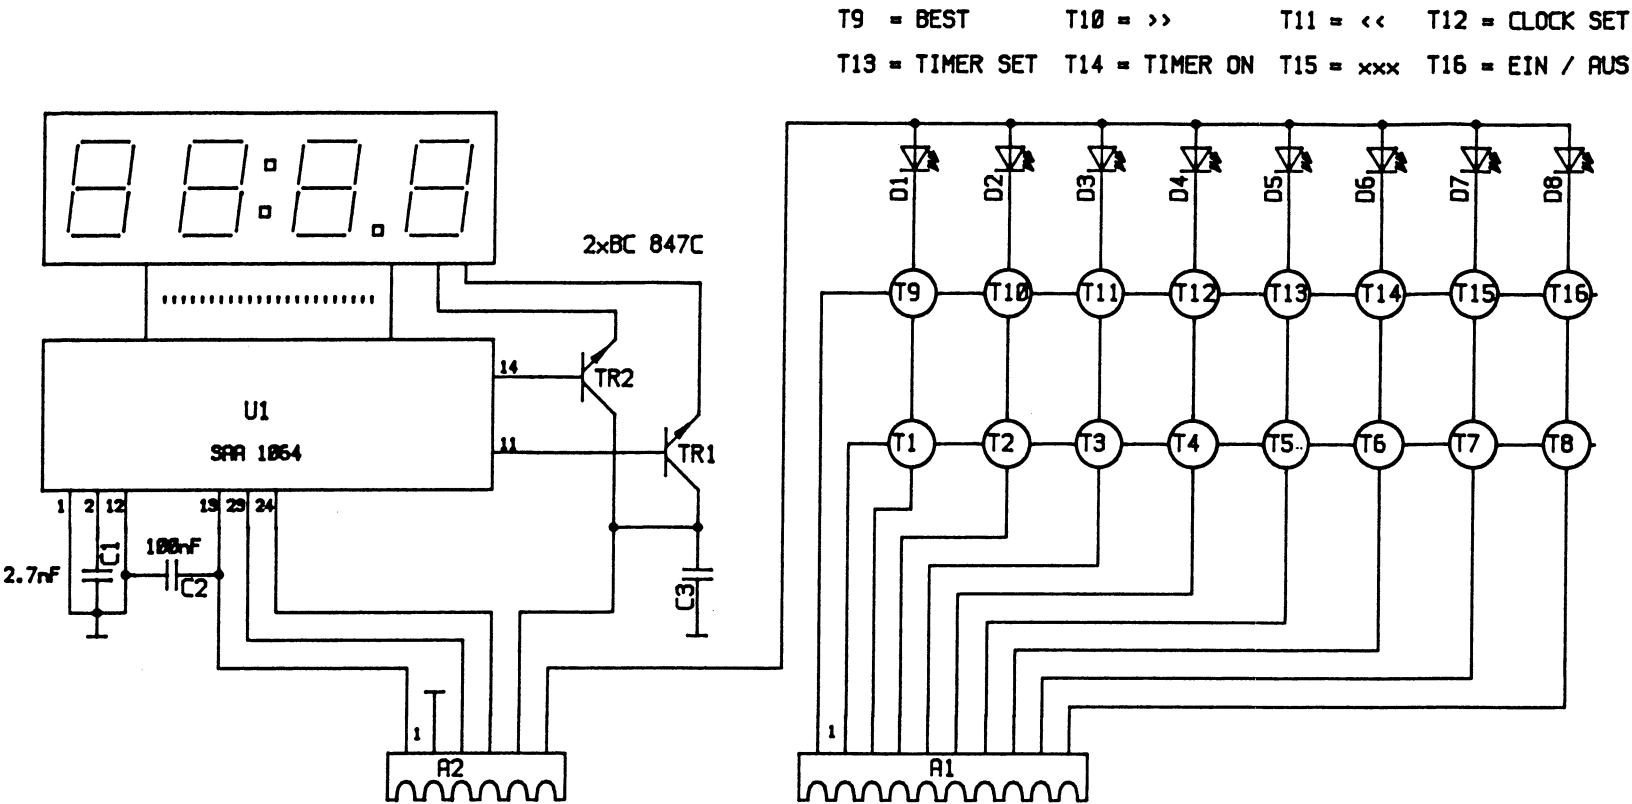 T9 = BEST T10 = >> T11 = << T12 = CLOCK SET
T13 = TIMER SET T14 = TIMER ON T15 = xxx T16 = EIN / AUS
D1 D2 D3 D4 D5 D6 D7 D8
2xBC 847C
T9 T10 T11 T12 T13 T14 T15 T16
14
TR2
U1
SAA 1064
11
TR1
T1 T2 T3 T4 T5 T6 T7 T8
1 2 12 13 23 24
C1
100nF
2.7nF
C2
C3
1
1
A2
A1